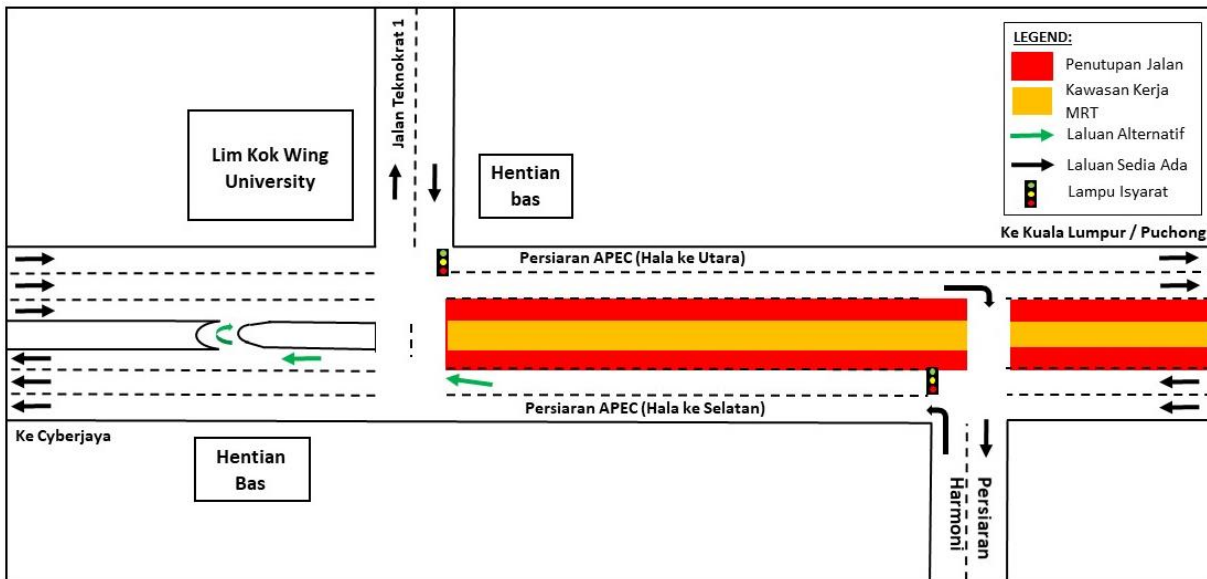 LEGEND:
Penutupan Jalan
Kawasan Kerja
MRT
Laluan Alternatif
Laluan Sedia Ada
Lampu Isyarat
Jalan Teknokrat 1
Lim Kok Wing
University
Hentian
bas
Ke Kuala Lumpur / Puchong
Persiaran APEC (Hala ke Utara)
Persiaran APEC (Hala ke Selatan)
Ke Cyberjaya
Hentian
Bas
Persiaran
Harmoni